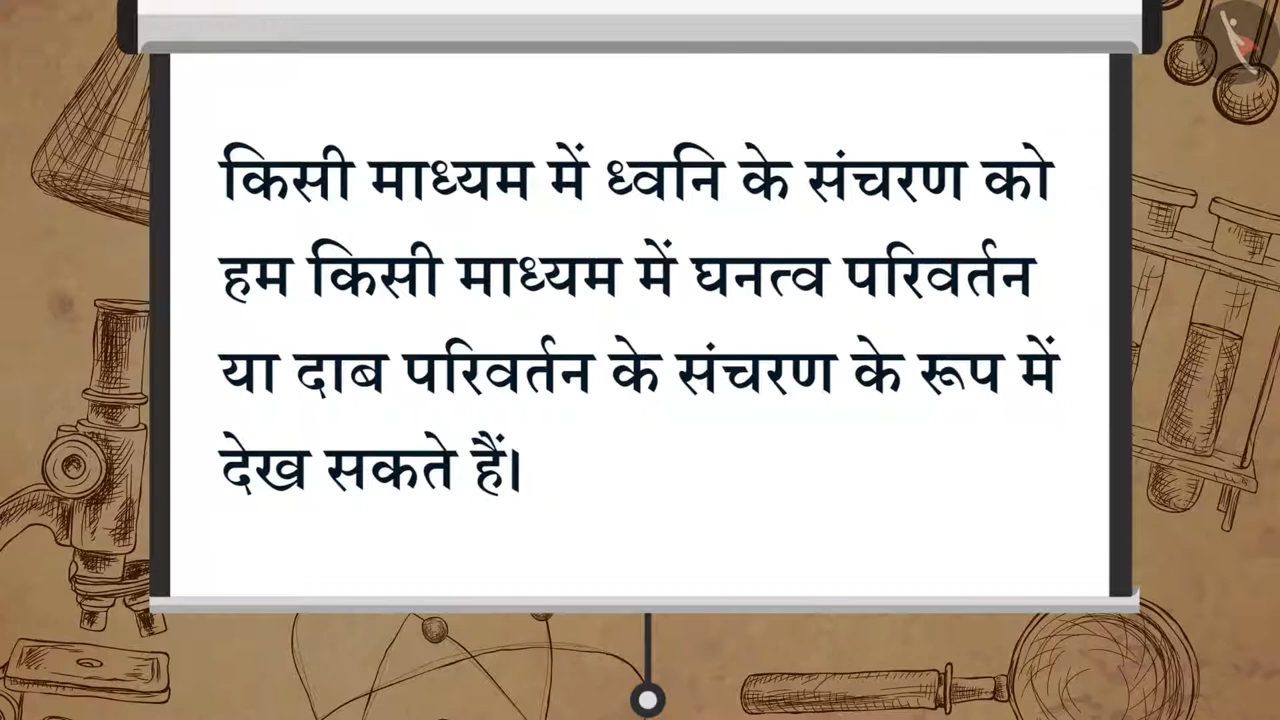 किसी माध्यम में ध्वनि के संचरण को
हम किसी माध्यम में घनत्व परिवर्तन
या दाब परिवर्तन के संचरण के रूप में
देख सकते हैं।